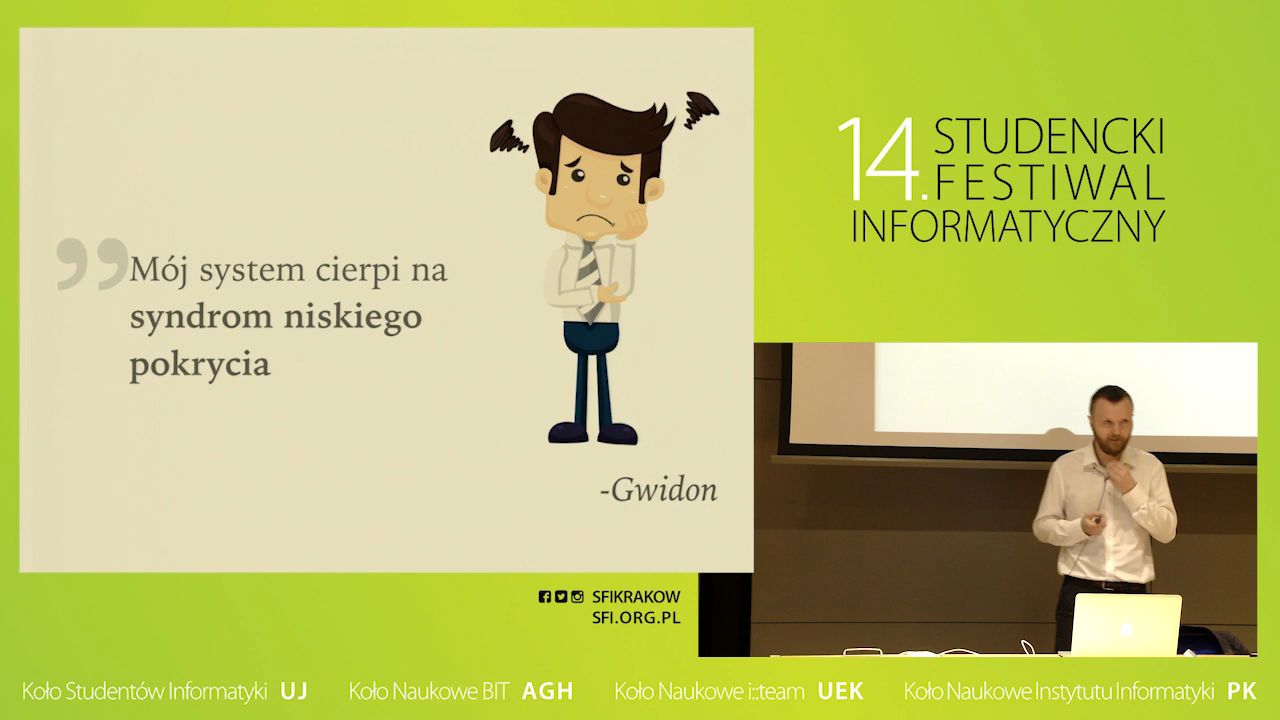 ”Mój system cierpi na
syndrom niskiego
pokrycia
-Gwidon
14. STUDENCKI
FESTIWAL
INFORMATYCZNY
SFIKRAKOW
SFI.ORG.PL
Koło Studentów Informatyki UJ Koło Naukowe BIT AGH Koło Naukowe i::team UEK Koło Naukowe Instytutu Informatyki PK